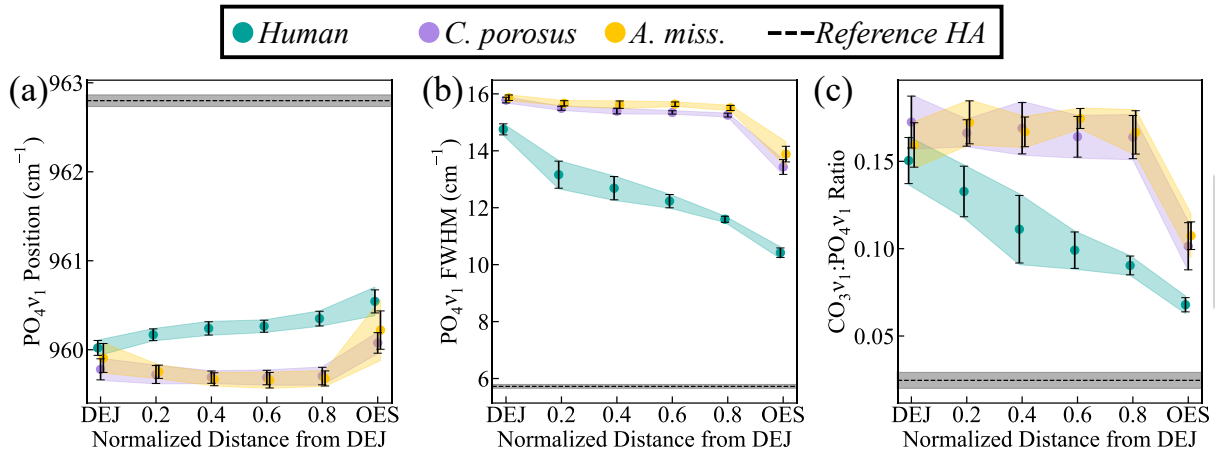 Human C. porosus A. miss. Reference HA
(a)
PO₄ν₁ Position (cm⁻¹)
963
962
961
960
DEJ 0.2 0.4 0.6 0.8 OES
Normalized Distance from DEJ
(b)
PO₄ν₁ FWHM (cm⁻¹)
16
14
12
10
8
6
DEJ 0.2 0.4 0.6 0.8 OES
Normalized Distance from DEJ
(c)
CO₃ν₁:PO₄ν₁ Ratio
0.15
0.10
0.05
DEJ 0.2 0.4 0.6 0.8 OES
Normalized Distance from DEJ